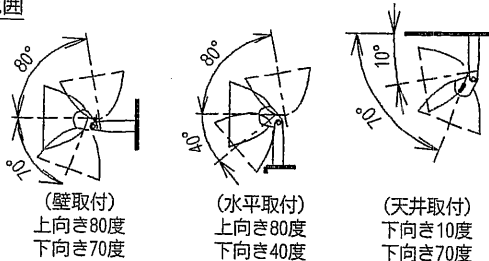 囲
80°
70°
(壁取付)
上向き80度
下向き70度
80°
40°
(水平取付)
上向き80度
下向き40度
10°
70°
(天井取付)
下向き10度
下向き70度